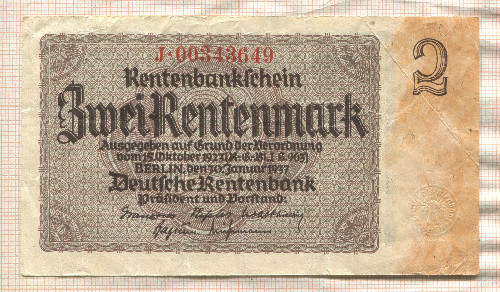 J·00343649
Rentenbankschein
Zwei Rentenmark
Ausgegeben auf Grund der Verordnung
vom 15. Oktober 1923 (R.-G.-Bl. I S. 963)
BERLIN, den 30. Januar 1937
Deutsche Rentenbank
Präsident und Vorstand:
2